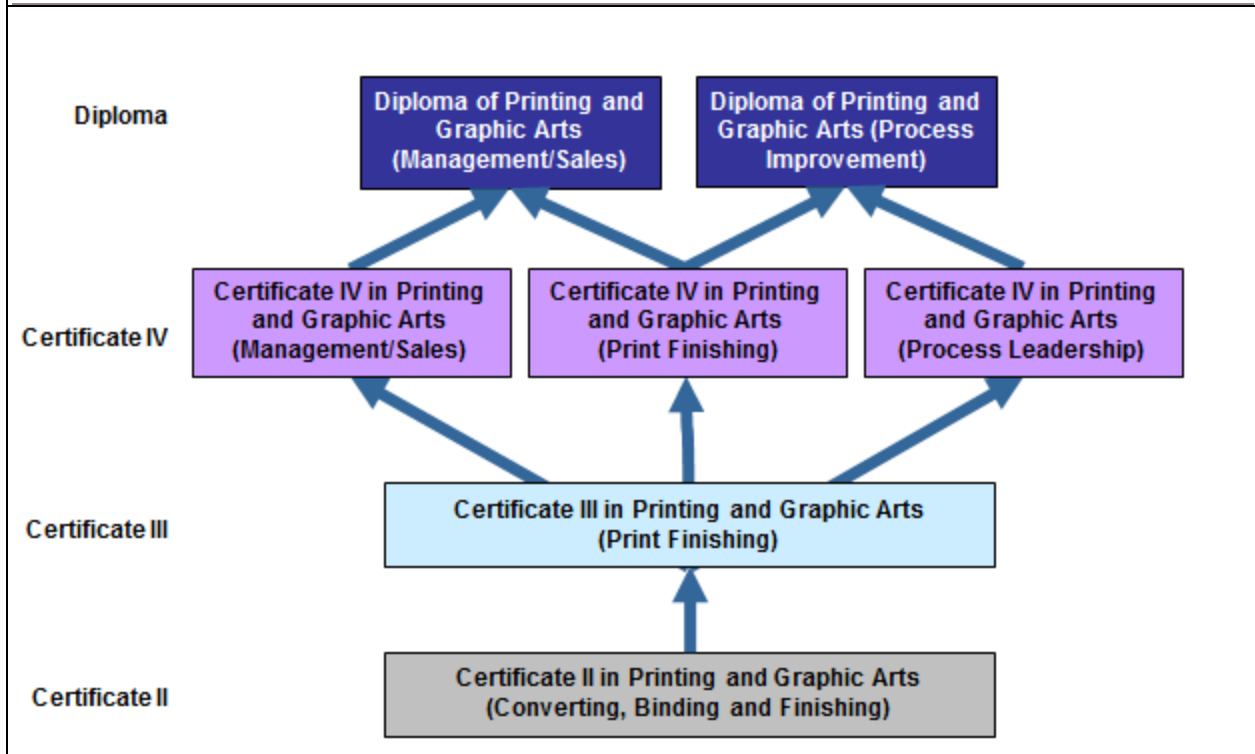 Diploma
Diploma of Printing and
Graphic Arts
(Management/Sales)
Diploma of Printing and
Graphic Arts (Process
Improvement)
Certificate IV
Certificate IV in Printing
and Graphic Arts
(Management/Sales)
Certificate IV in Printing
and Graphic Arts
(Print Finishing)
Certificate IV in Printing
and Graphic Arts
(Process Leadership)
Certificate III
Certificate III in Printing and Graphic Arts
(Print Finishing)
Certificate II
Certificate II in Printing and Graphic Arts
(Converting, Binding and Finishing)